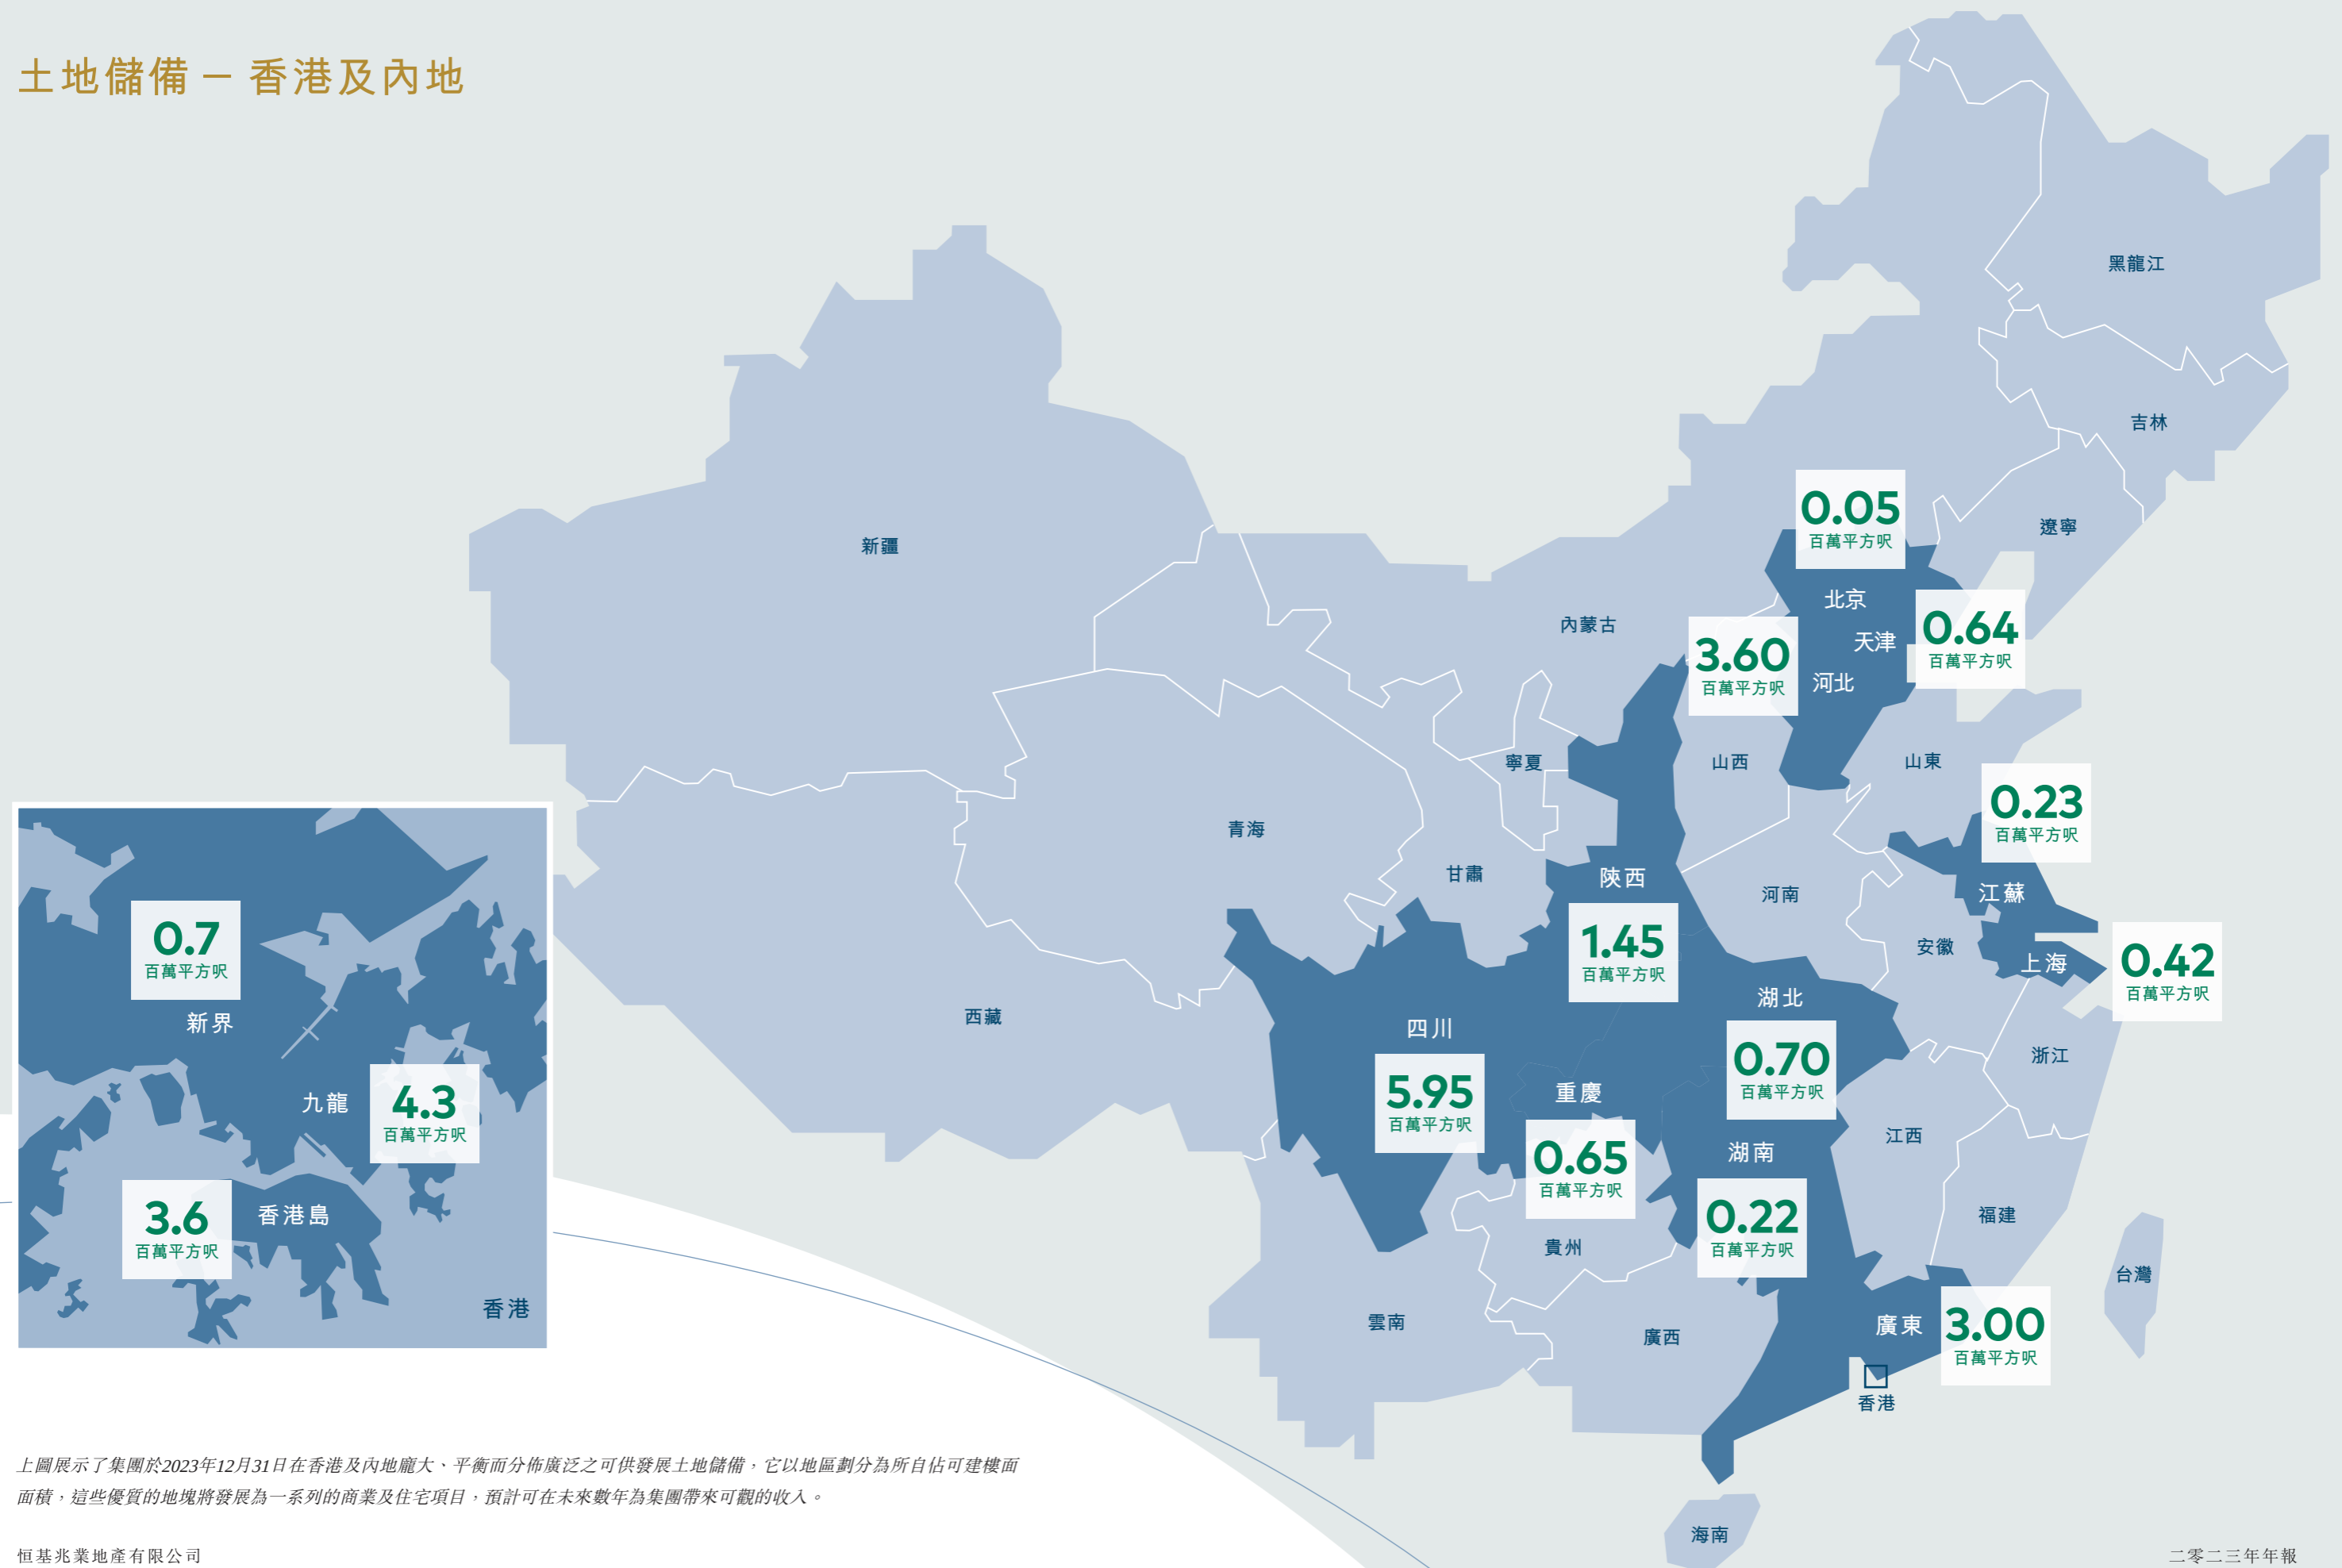 土地儲備 － 香港及內地
黑龍江
吉林
遼寧
新疆
內蒙古
0.05
百萬平方呎
北京
0.64
百萬平方呎
天津
3.60
百萬平方呎
河北
寧夏
山西
山東
0.23
百萬平方呎
江蘇
青海
甘肅
陝西
1.45
百萬平方呎
河南
安徽
上海
0.42
百萬平方呎
西藏
四川
5.95
百萬平方呎
湖北
0.70
百萬平方呎
浙江
重慶
0.65
百萬平方呎
湖南
0.22
百萬平方呎
江西
福建
貴州
雲南
廣西
廣東
3.00
百萬平方呎
香港
台灣
海南
0.7
百萬平方呎
新界
九龍
4.3
百萬平方呎
3.6
百萬平方呎
香港島
香港
上圖展示了集團於2023年12月31日在香港及內地龐大、平衡而分佈廣泛之可供發展土地儲備，它以地區劃分為所自佔可建樓面
面積，這些優質的地塊將發展為一系列的商業及住宅項目，預計可在未來數年為集團帶來可觀的收入。
恒基兆業地產有限公司
二零二三年年報